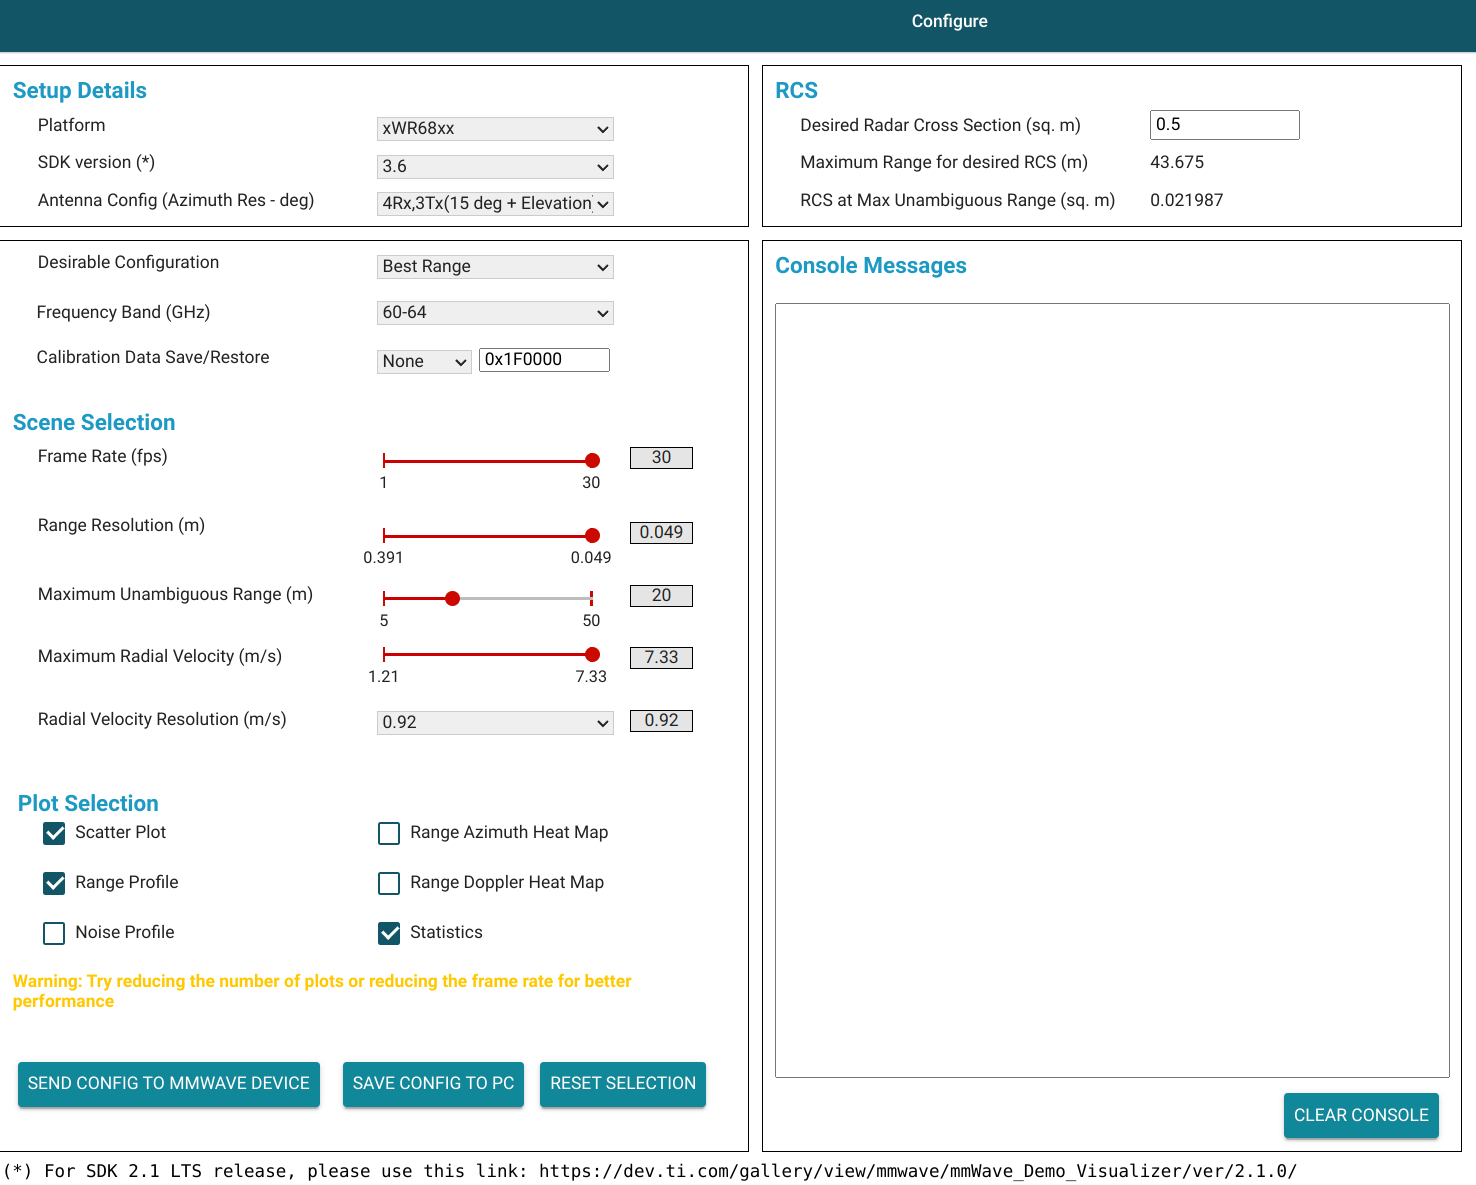 Configure
Setup Details
Platform
xWR68xx
SDK version (*)
3.6
Antenna Config (Azimuth Res - deg)
4Rx,3Tx(15 deg + Elevation)
RCS
Desired Radar Cross Section (sq. m)
0.5
Maximum Range for desired RCS (m)
43.675
RCS at Max Unambiguous Range (sq. m)
0.021987
Desirable Configuration
Best Range
Frequency Band (GHz)
60-64
Calibration Data Save/Restore
None
0x1F0000
Scene Selection
Frame Rate (fps)
30
1
30
Range Resolution (m)
0.049
0.391
0.049
Maximum Unambiguous Range (m)
20
5
50
Maximum Radial Velocity (m/s)
7.33
1.21
7.33
Radial Velocity Resolution (m/s)
0.92
0.92
Plot Selection
Scatter Plot
Range Azimuth Heat Map
Range Profile
Range Doppler Heat Map
Noise Profile
Statistics
Warning: Try reducing the number of plots or reducing the frame rate for better
performance
SEND CONFIG TO MMWAVE DEVICE
SAVE CONFIG TO PC
RESET SELECTION
Console Messages
CLEAR CONSOLE
(*) For SDK 2.1 LTS release, please use this link: https://dev.ti.com/gallery/view/mmwave/mmWave_Demo_Visualizer/ver/2.1.0/